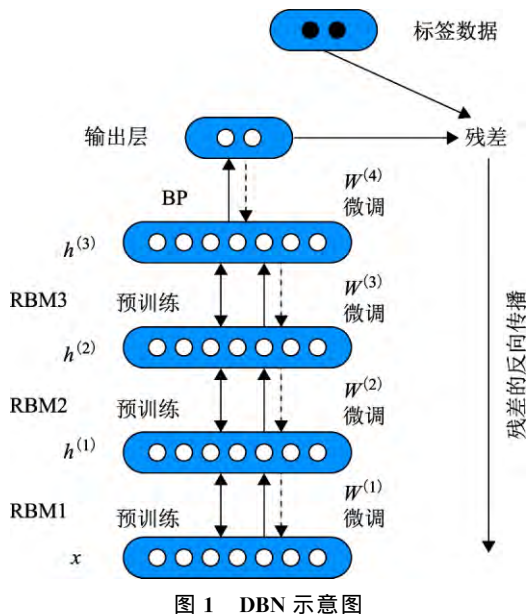 标签数据
输出层
残差
BP
W(4)
微调
h(3)
RBM3
预训练
W(3)
微调
h(2)
RBM2
预训练
W(2)
微调
h(1)
RBM1
预训练
W(1)
微调
x
残差的反向传播
图 1 DBN 示意图